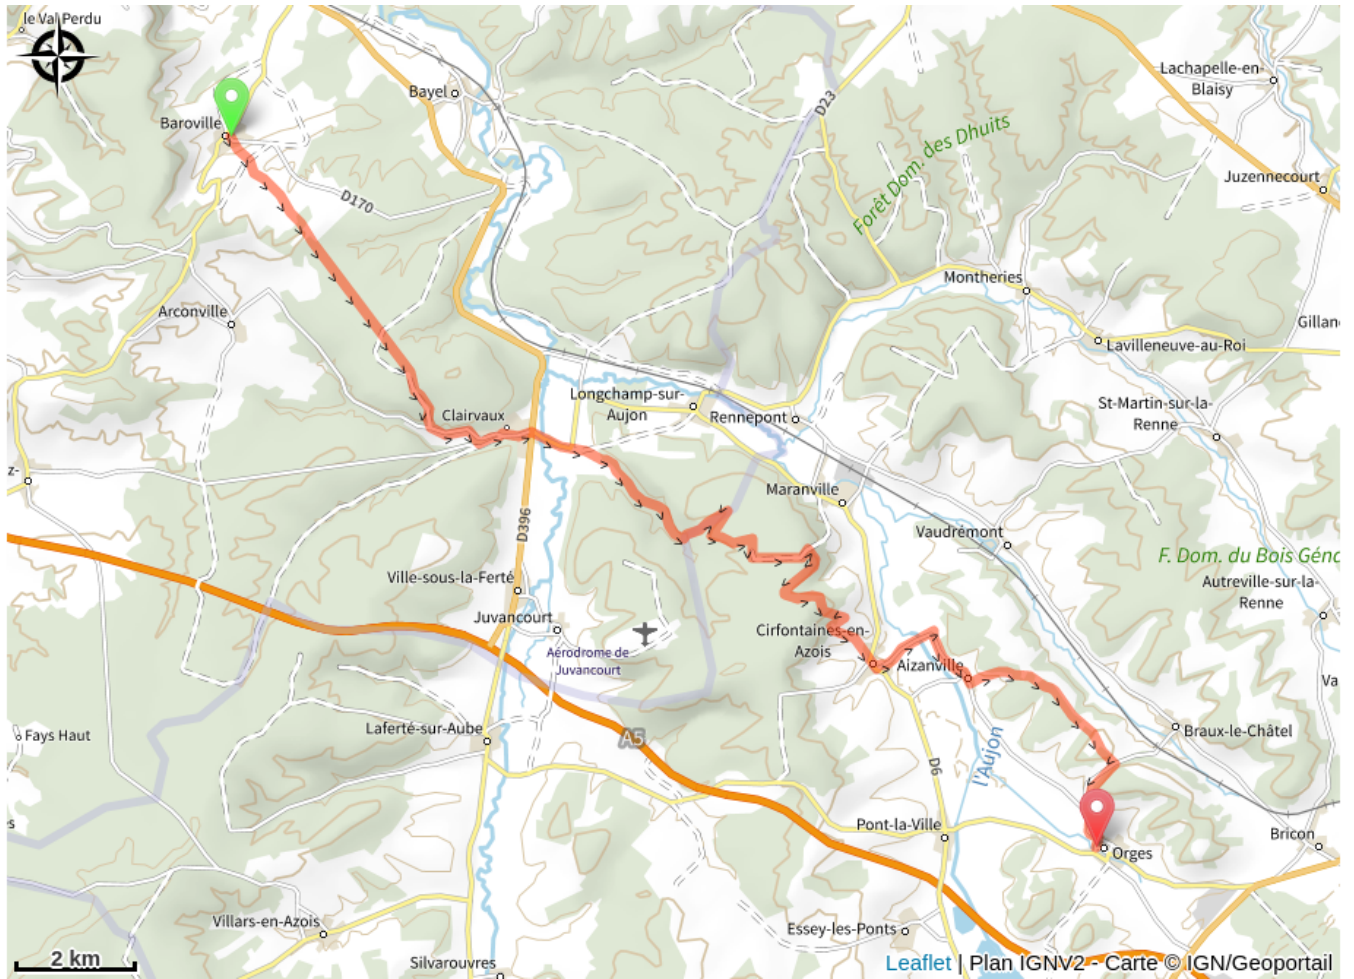 le Val Perdu
Bayel
Baroville
D170
D23
Forêt Dom. des Dhuits
Lachapelle-en-
Blaisy
Juzennecourt
Arconville
Montheries
Gillan
Lavilleneuve-au-Roi
Longchamp-sur-
Aujon
Rennepont
Clairvaux
St-Martin-sur-la-
Renne
z-
Maranville
D396
Vaudrémont
F. Dom. du Bois Géno
Ville-sous-la-Ferté
Autreville-sur-la-
Renne
Juvancourt
Aérodrome de
Juvancourt
Cirfontaines-en-
Azois
Aizanville
Va
Fays Haut
Laferté-sur-Aube
A5
Braux-le-Châtel
l'Aujon
D6
Pont-la-Ville
Orges
Bricon
es
Villars-en-Azois
Essey-les-Ponts
Silvarouvres
2 km
Leaflet | Plan IGNV2 - Carte © IGN/Geoportail